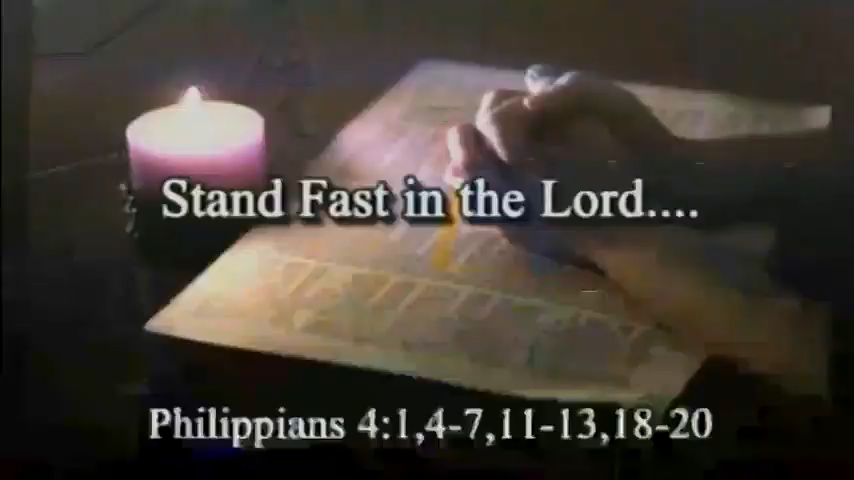 Stand Fast in the Lord....
Philippians 4:1,4-7,11-13,18-20